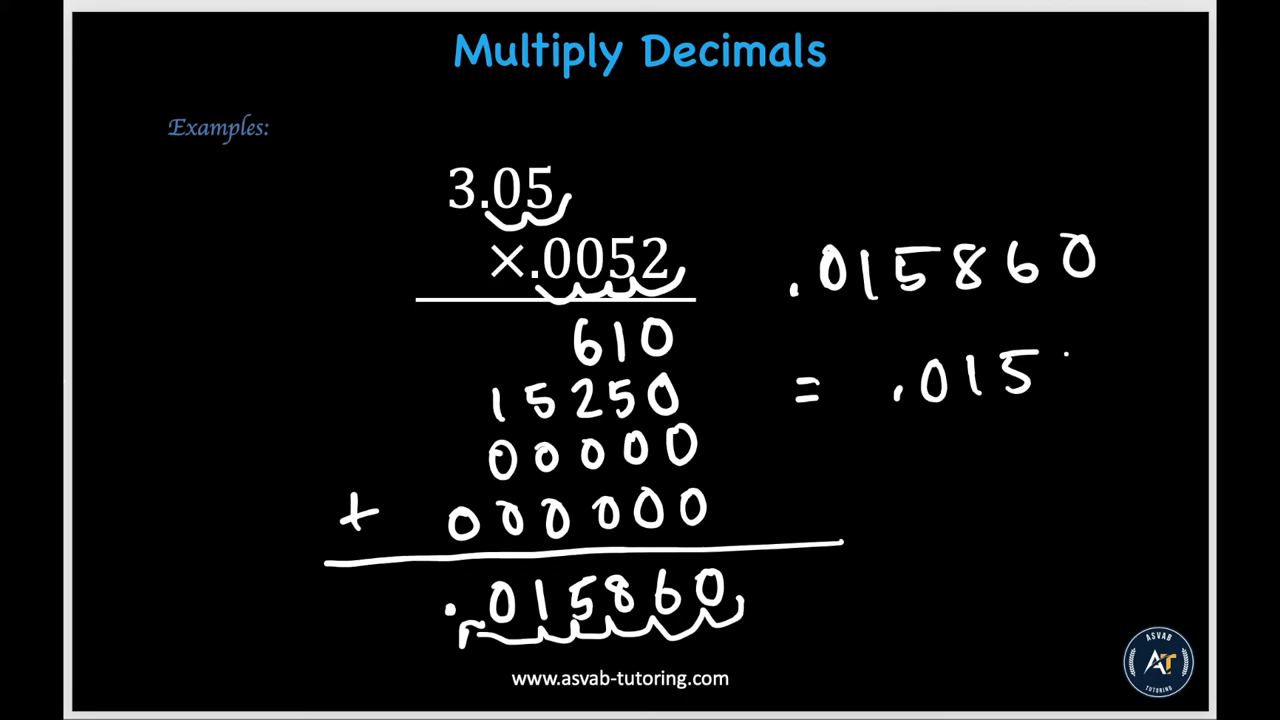 Multiply Decimals
Examples:
3.05
×.0052
610
15250
00000
+ 000000
.015860
.015860
= .015
www.asvab-tutoring.com
ASVAB
AT
TUTORING